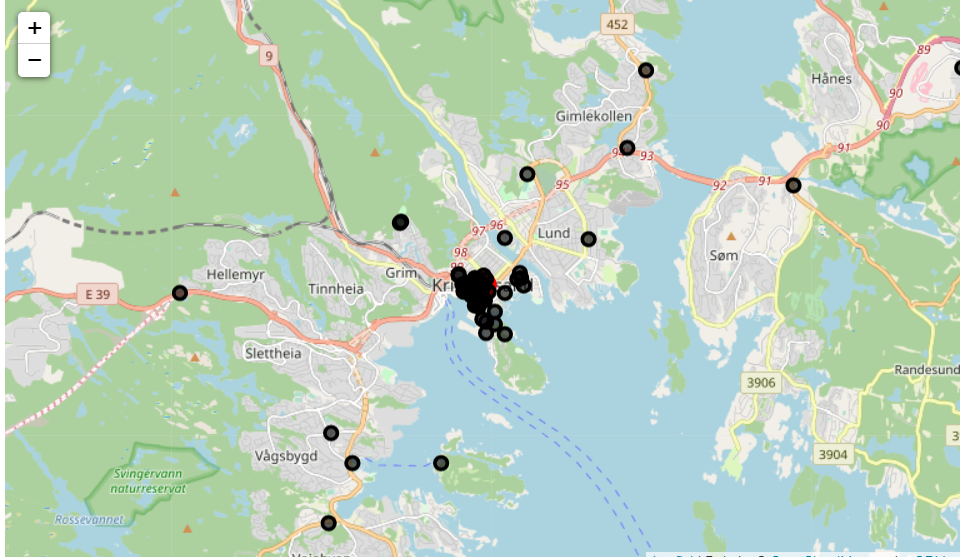 +
−
452
9
89
Hånes
90
Gimlekollen
90
91
93
92
91
95
96
97
Lund
98
Søm
Grim
Hellemyr
Tinnheia
E 39
Slettheia
Randesund
3906
3904
Vågsbygd
Svingervann
naturreservat
Rossevannet